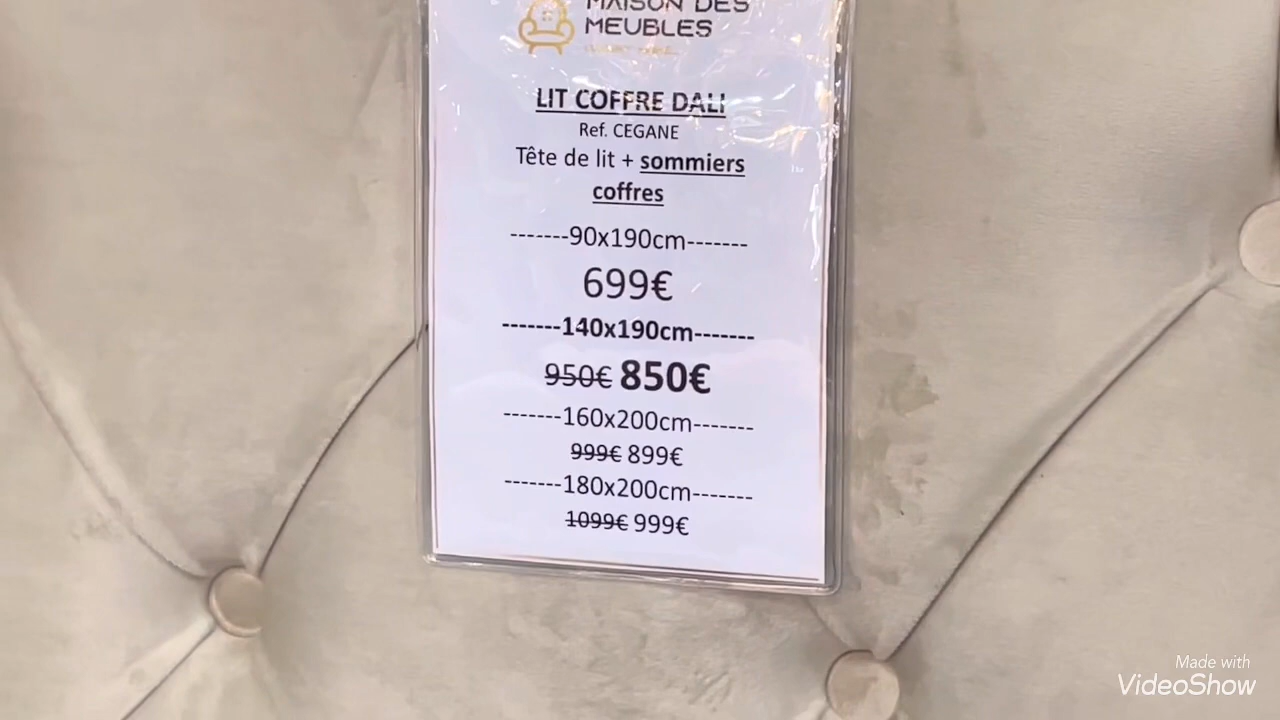 MAISON DES
MEUBLES
LIT COFFRE DALI
Ref. CEGANE
Tête de lit + sommiers
coffres
-------90x190cm-------
699€
-------140x190cm-------
950€ 850€
-------160x200cm-------
999€ 899€
-------180x200cm-------
1099€ 999€
Made with
VideoShow